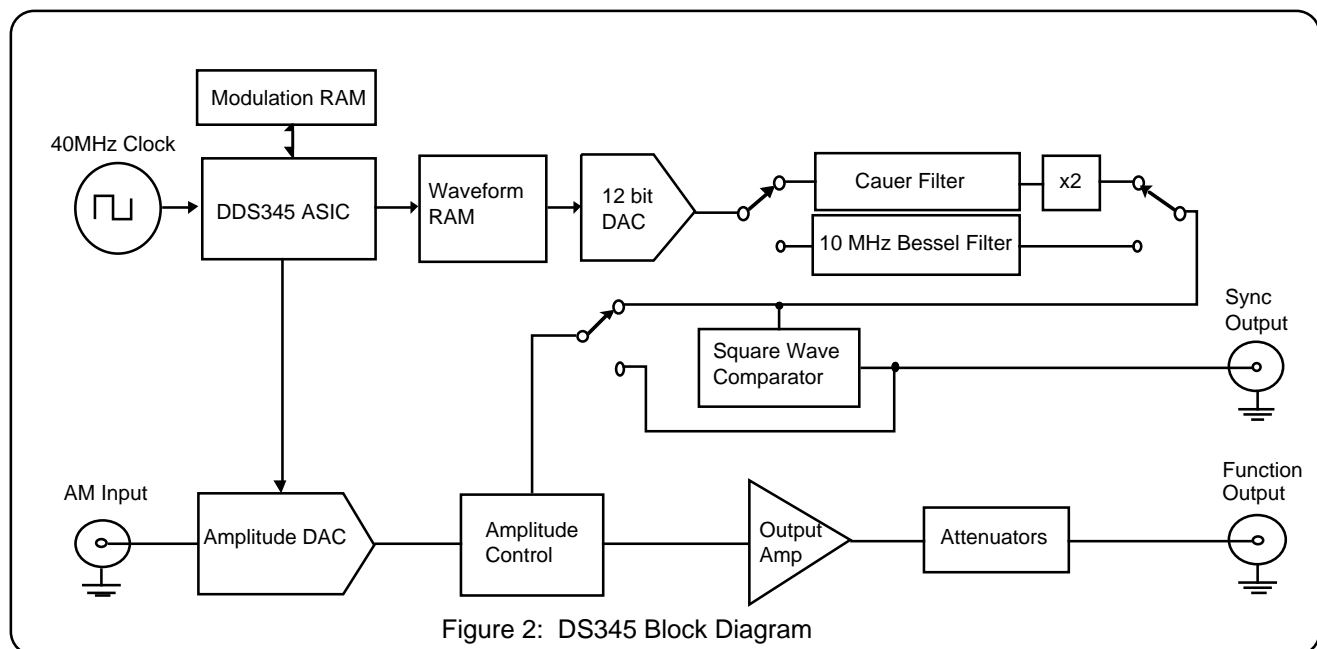 Modulation RAM
40MHz Clock
DDS345 ASIC
Waveform
RAM
12 bit
DAC
Cauer Filter
x2
10 MHz Bessel Filter
Square Wave
Comparator
Sync
Output
AM Input
Amplitude DAC
Amplitude
Control
Output
Amp
Attenuators
Function
Output
Figure 2: DS345 Block Diagram